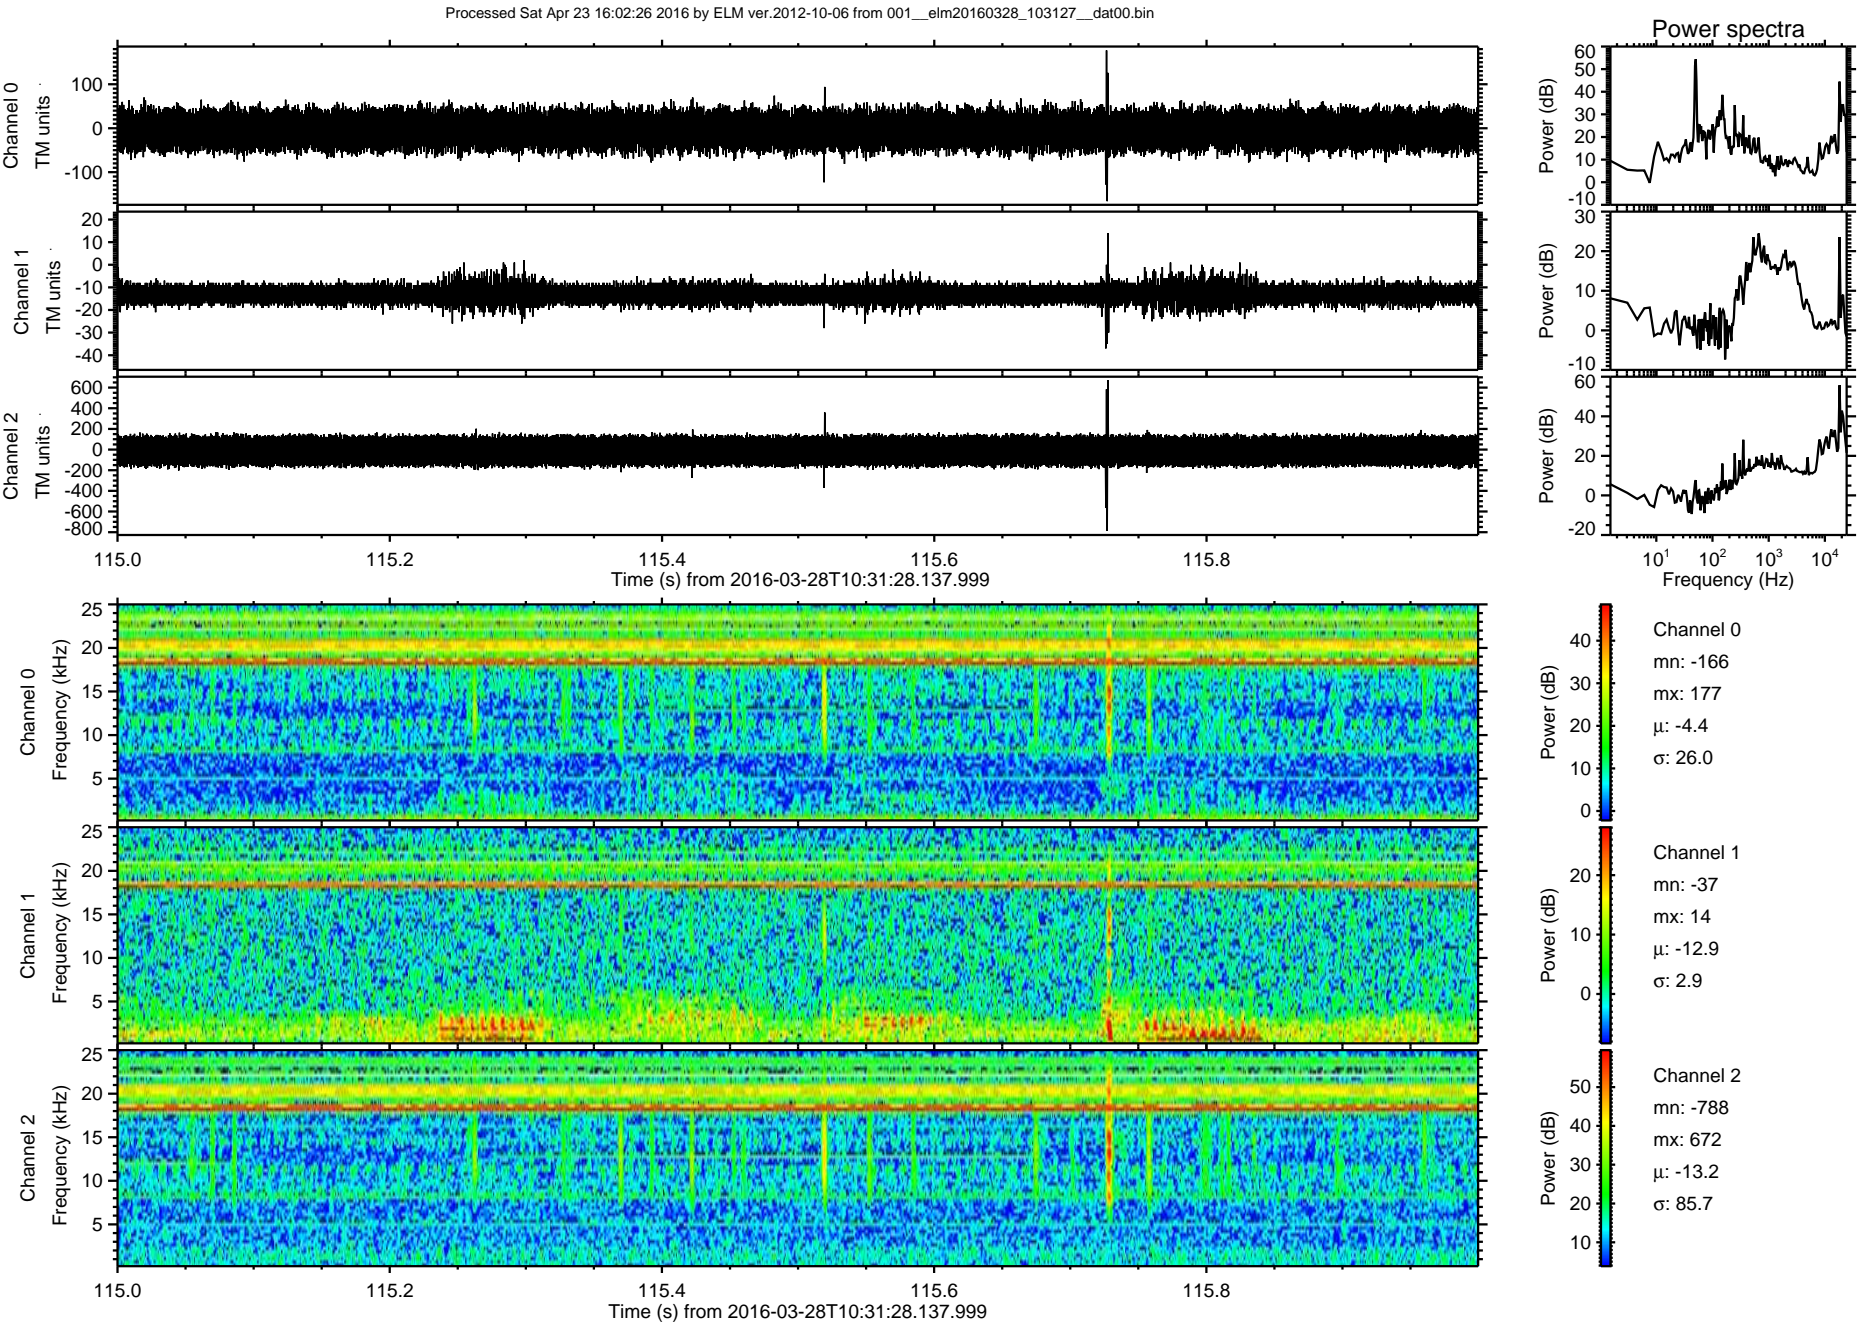 Processed Sat Apr 23 16:02:26 2016 by ELM ver.2012-10-06 from 001__elm20160328_103127__dat00.bin
Power spectra
Channel 0
TM units
100
0
-100
Power (dB)
60
50
40
30
20
10
0
-10
Channel 1
TM units
20
10
0
-10
-20
-30
-40
Power (dB)
30
20
10
0
-10
Channel 2
TM units
600
400
200
0
-200
-400
-600
-800
Power (dB)
60
40
20
0
-20
115.0 115.2 115.4 115.6 115.8
Time (s) from 2016-03-28T10:31:28.137.999
10^1 10^2 10^3 10^4
Frequency (Hz)
Channel 0
Frequency (kHz)
25
20
15
10
5
Power (dB)
40
30
20
10
0
Channel 0
mn: -166
mx: 177
μ: -4.4
σ: 26.0
Channel 1
Frequency (kHz)
25
20
15
10
5
Power (dB)
20
10
0
Channel 1
mn: -37
mx: 14
μ: -12.9
σ: 2.9
Channel 2
Frequency (kHz)
25
20
15
10
5
Power (dB)
50
40
30
20
10
Channel 2
mn: -788
mx: 672
μ: -13.2
σ: 85.7
115.0 115.2 115.4 115.6 115.8
Time (s) from 2016-03-28T10:31:28.137.999